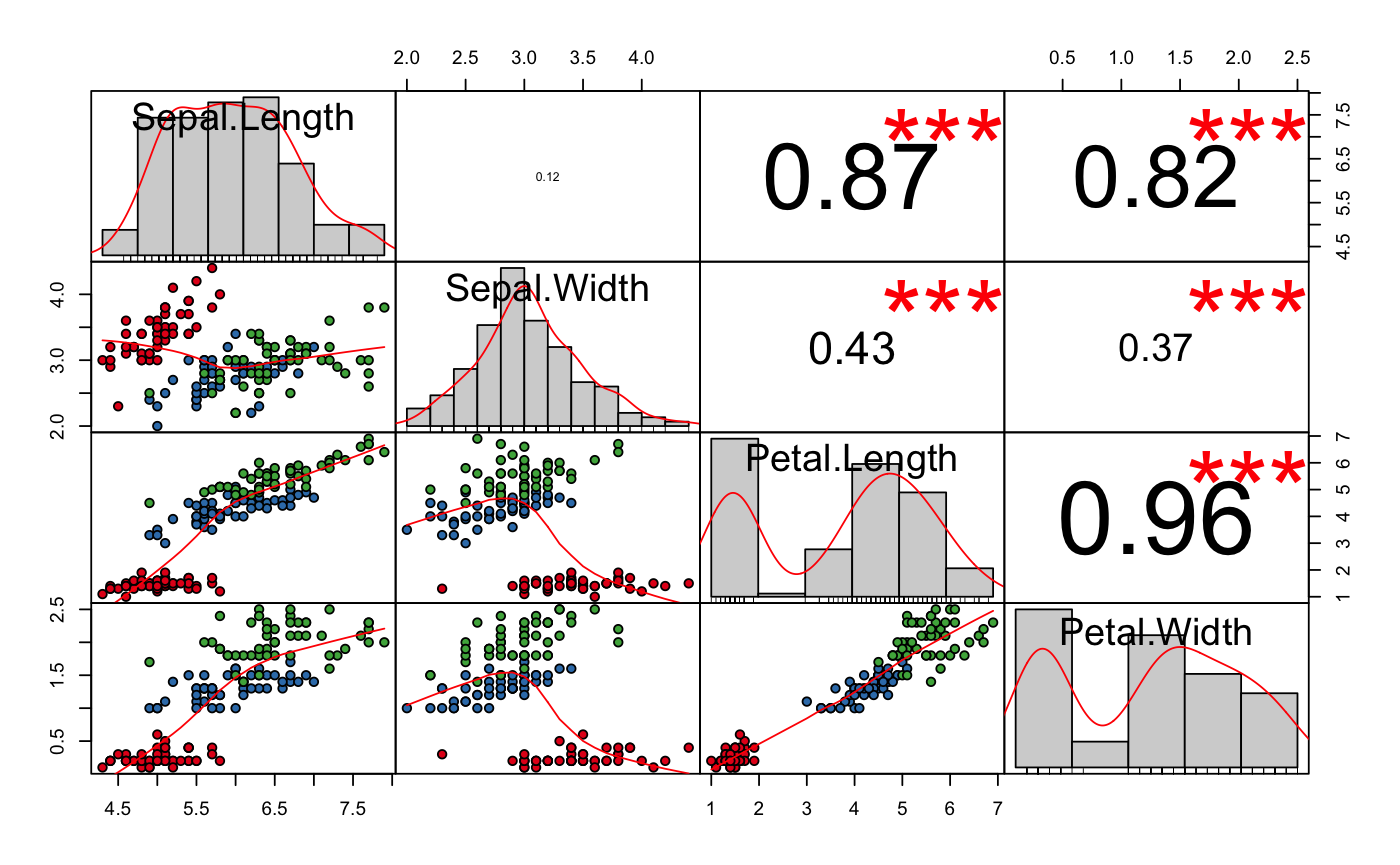 2.0 2.5 3.0 3.5 4.0 0.5 1.0 1.5 2.0 2.5
Sepal.Length 0.12 0.87 *** 0.82 *** 4.5 5.5 6.5 7.5
2.0 3.0 4.0 Sepal.Width 0.43 *** 0.37 ***
Petal.Length 0.96 *** 1 2 3 4 5 6 7
0.5 1.5 2.5 Petal.Width
4.5 5.5 6.5 7.5 1 2 3 4 5 6 7